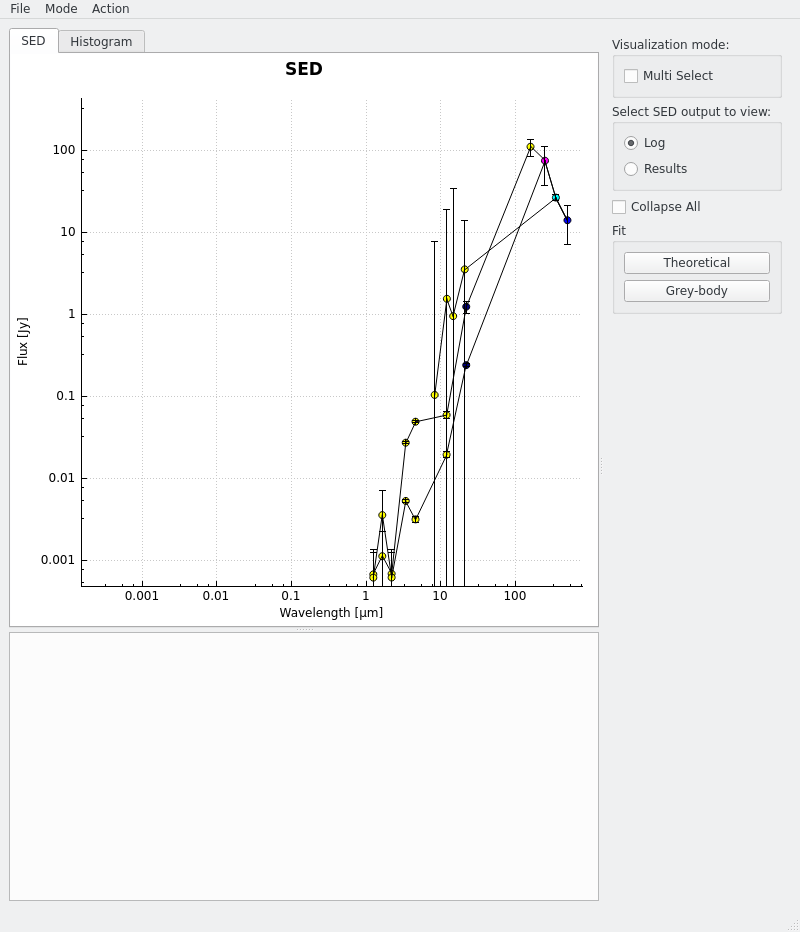 File Mode Action
SED Histogram
SED
100
10
1
0.1
0.01
0.001
Flux [Jy]
0.001 0.01 0.1 1 10 100
Wavelength [µm]
Visualization mode:
Multi Select
Select SED output to view:
Log
Results
Collapse All
Fit
Theoretical
Grey-body